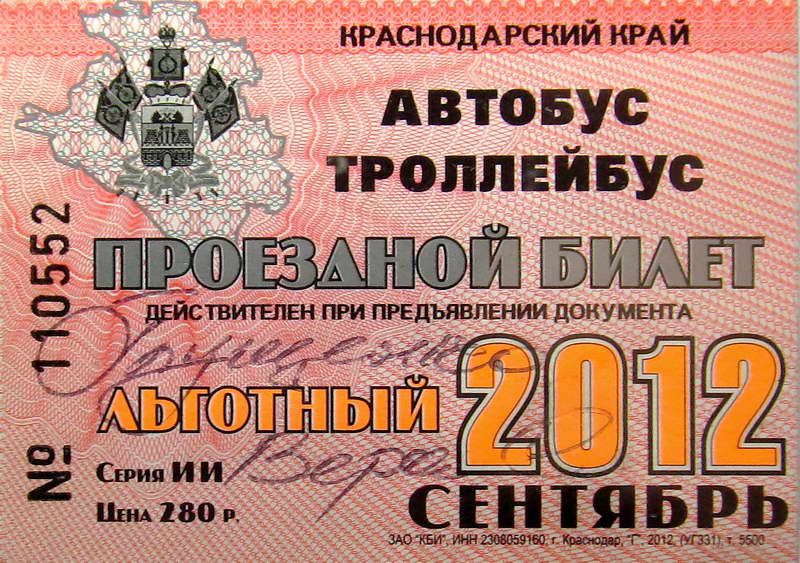 КРАСНОДАРСКИЙ КРАЙ
АВТОБУС
ТРОЛЛЕЙБУС
ПРОЕЗДНОЙ БИЛЕТ
ДЕЙСТВИТЕЛЕН ПРИ ПРЕДЪЯВЛЕНИИ ДОКУМЕНТА
№ 110552
ЛЬГОТНЫЙ 2012
Вера
СЕРИЯ ИИ
ЦЕНА 280 Р.
СЕНТЯБРЬ
ЗАО "КБИ", ИНН 2308059160, г. Краснодар, "Г", 2012, (УГ331), т. 5500